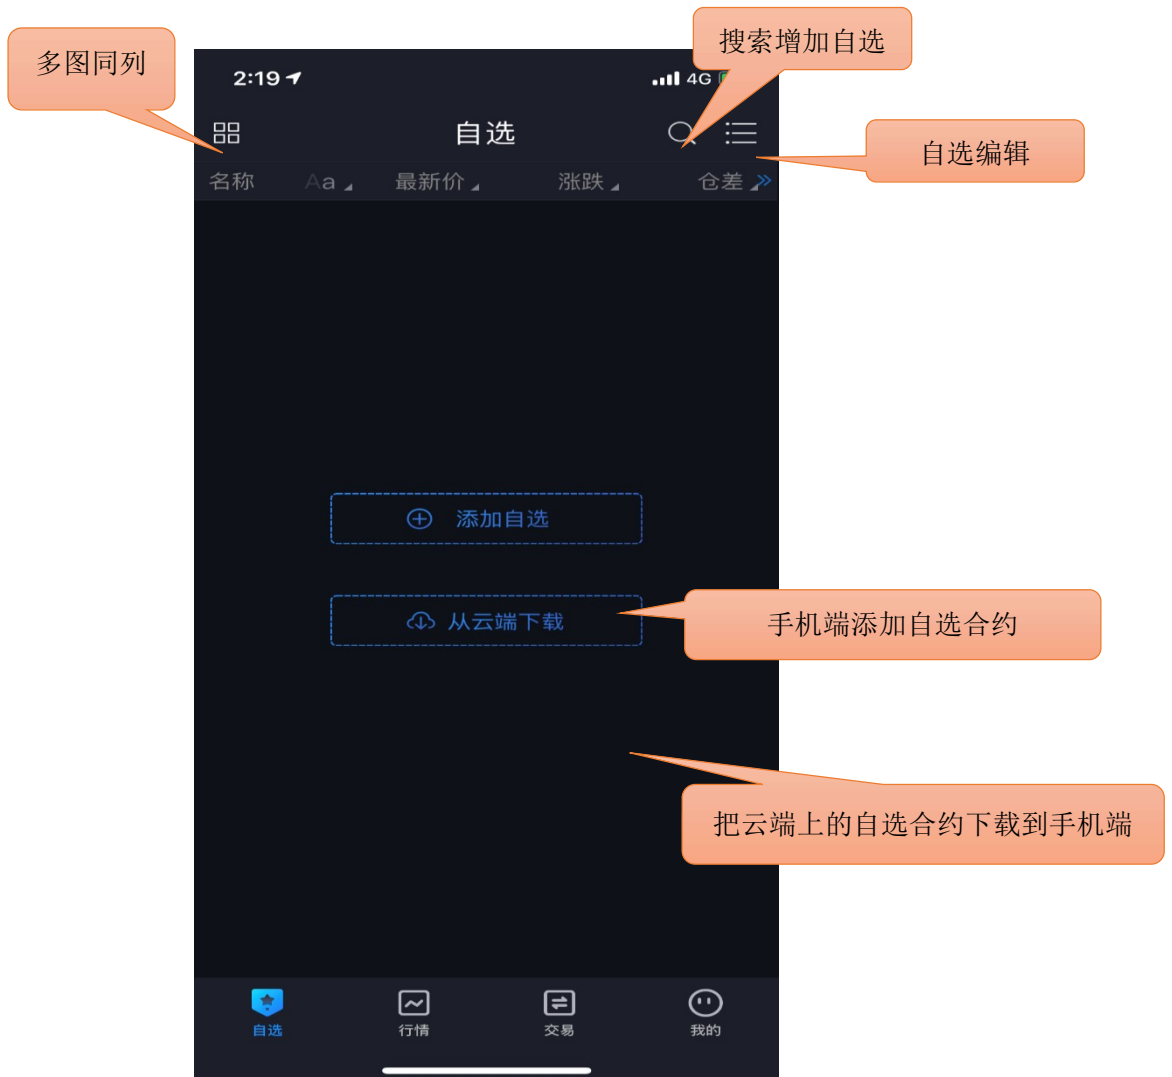 搜索增加自选
多图同列
2:19
4G
自选
自选编辑
名称 Aa 最新价 涨跌 仓差
添加自选
从云端下载
手机端添加自选合约
把云端上的自选合约下载到手机端
自选 行情 交易 我的